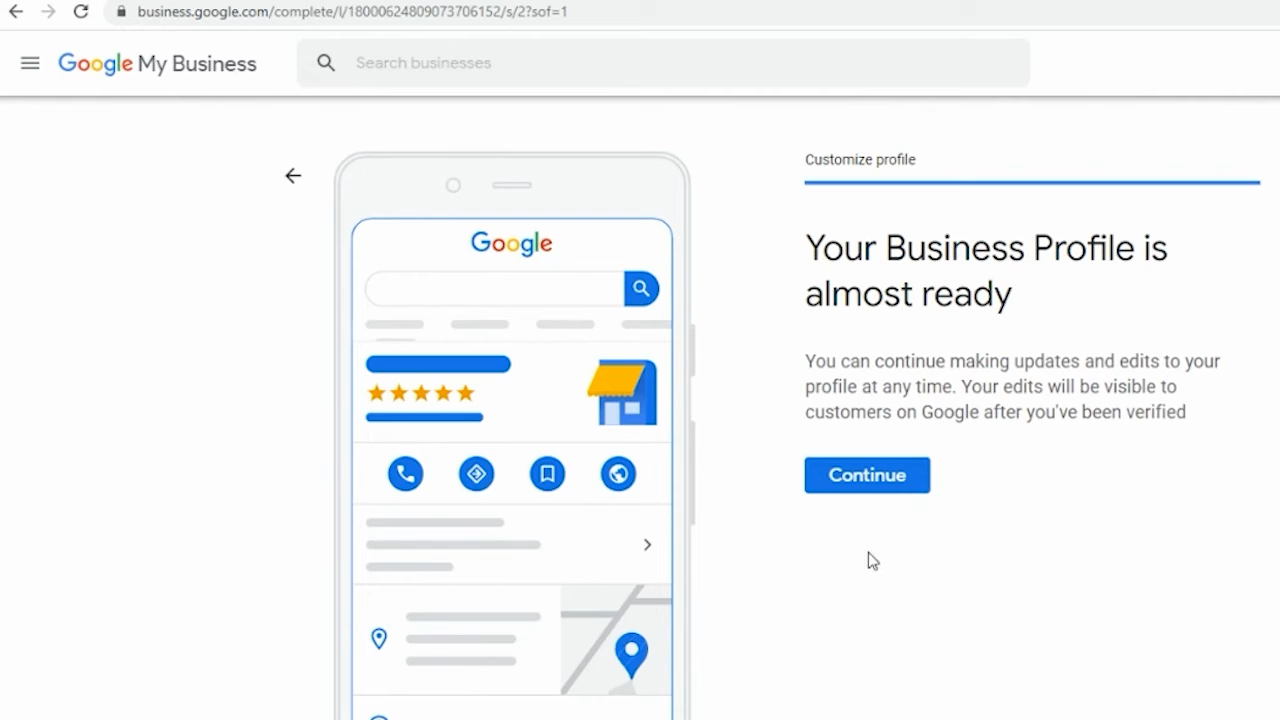 business.google.com/complete/l/18000624809073706152/s/2?sof=1
Google My Business
Search businesses
Customize profile
Google
Your Business Profile is
almost ready
You can continue making updates and edits to your
profile at any time. Your edits will be visible to
customers on Google after you've been verified
Continue